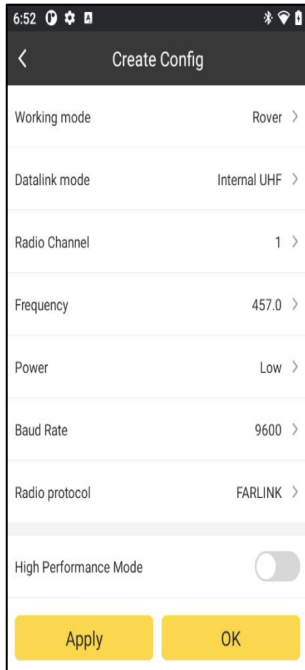 6:52
Create Config
Working mode Rover
Datalink mode Internal UHF
Radio Channel 1
Frequency 457.0
Power Low
Baud Rate 9600
Radio protocol FARLINK
High Performance Mode
Apply OK